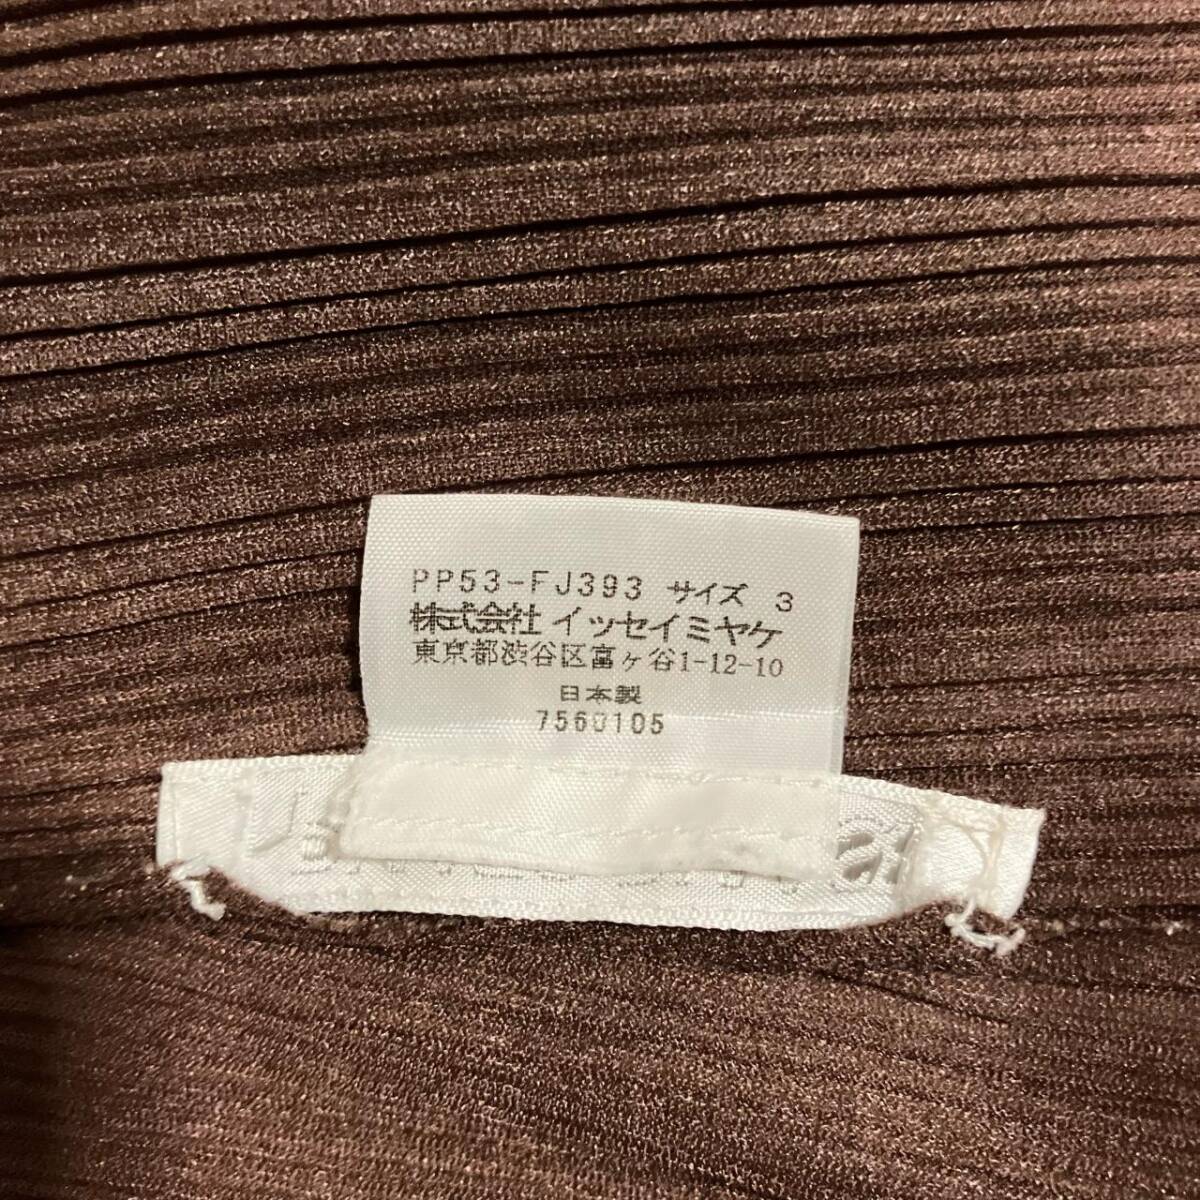 PP53-FJ393 サイズ 3
株式会社イッセイミヤケ
東京都渋谷区富ヶ谷1-12-10
日本製
7560105